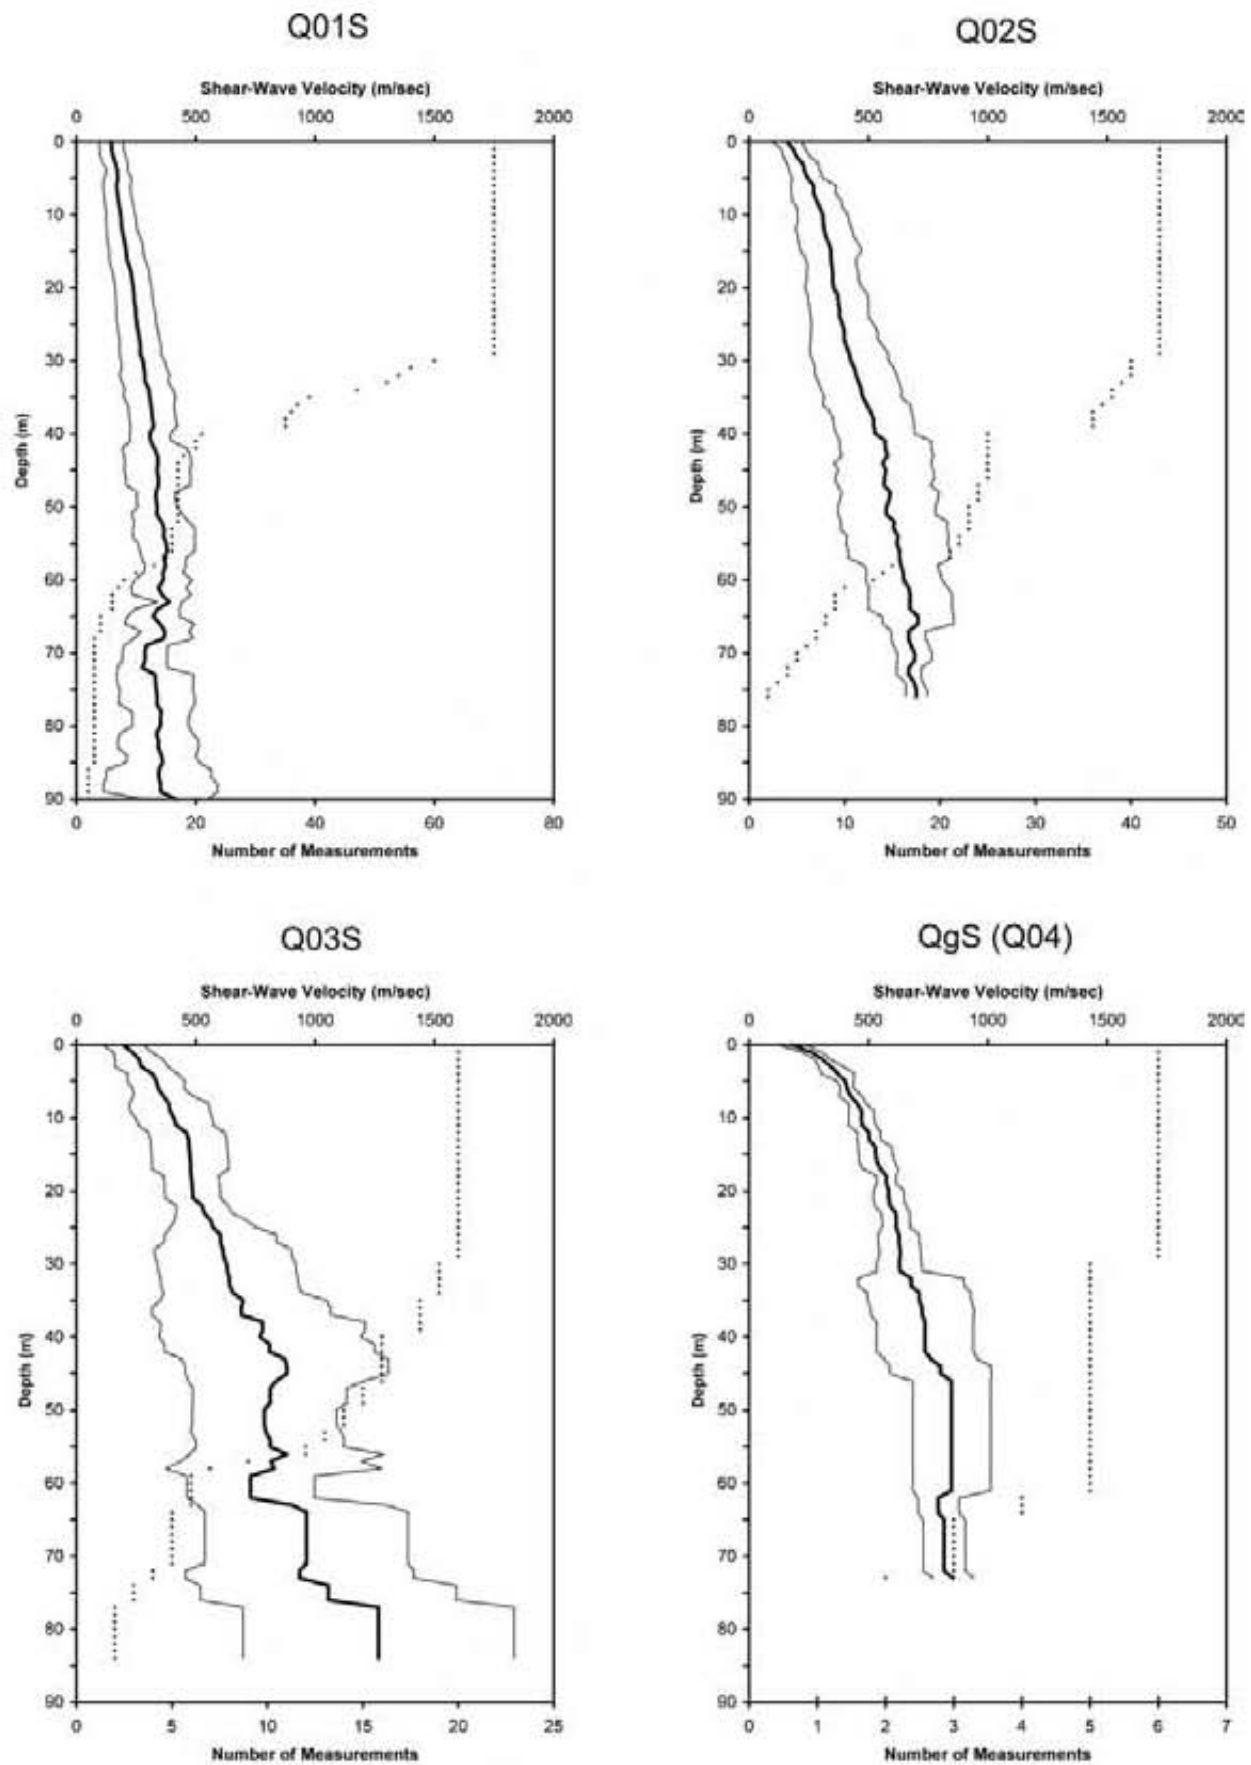 Q01S
Shear-Wave Velocity (m/sec)
0 500 1000 1500 2000
0
10
20
30
40
50
60
70
80
90
Depth (m)
0 20 40 60 80
Number of Measurements
Q02S
Shear-Wave Velocity (m/sec)
0 500 1000 1500 2000
0
10
20
30
40
50
60
70
80
90
Depth (m)
0 10 20 30 40 50
Number of Measurements
Q03S
Shear-Wave Velocity (m/sec)
0 500 1000 1500 2000
0
10
20
30
40
50
60
70
80
90
Depth (m)
0 5 10 15 20 25
Number of Measurements
QgS (Q04)
Shear-Wave Velocity (m/sec)
0 500 1000 1500 2000
0
10
20
30
40
50
60
70
80
90
Depth (m)
0 1 2 3 4 5 6 7
Number of Measurements